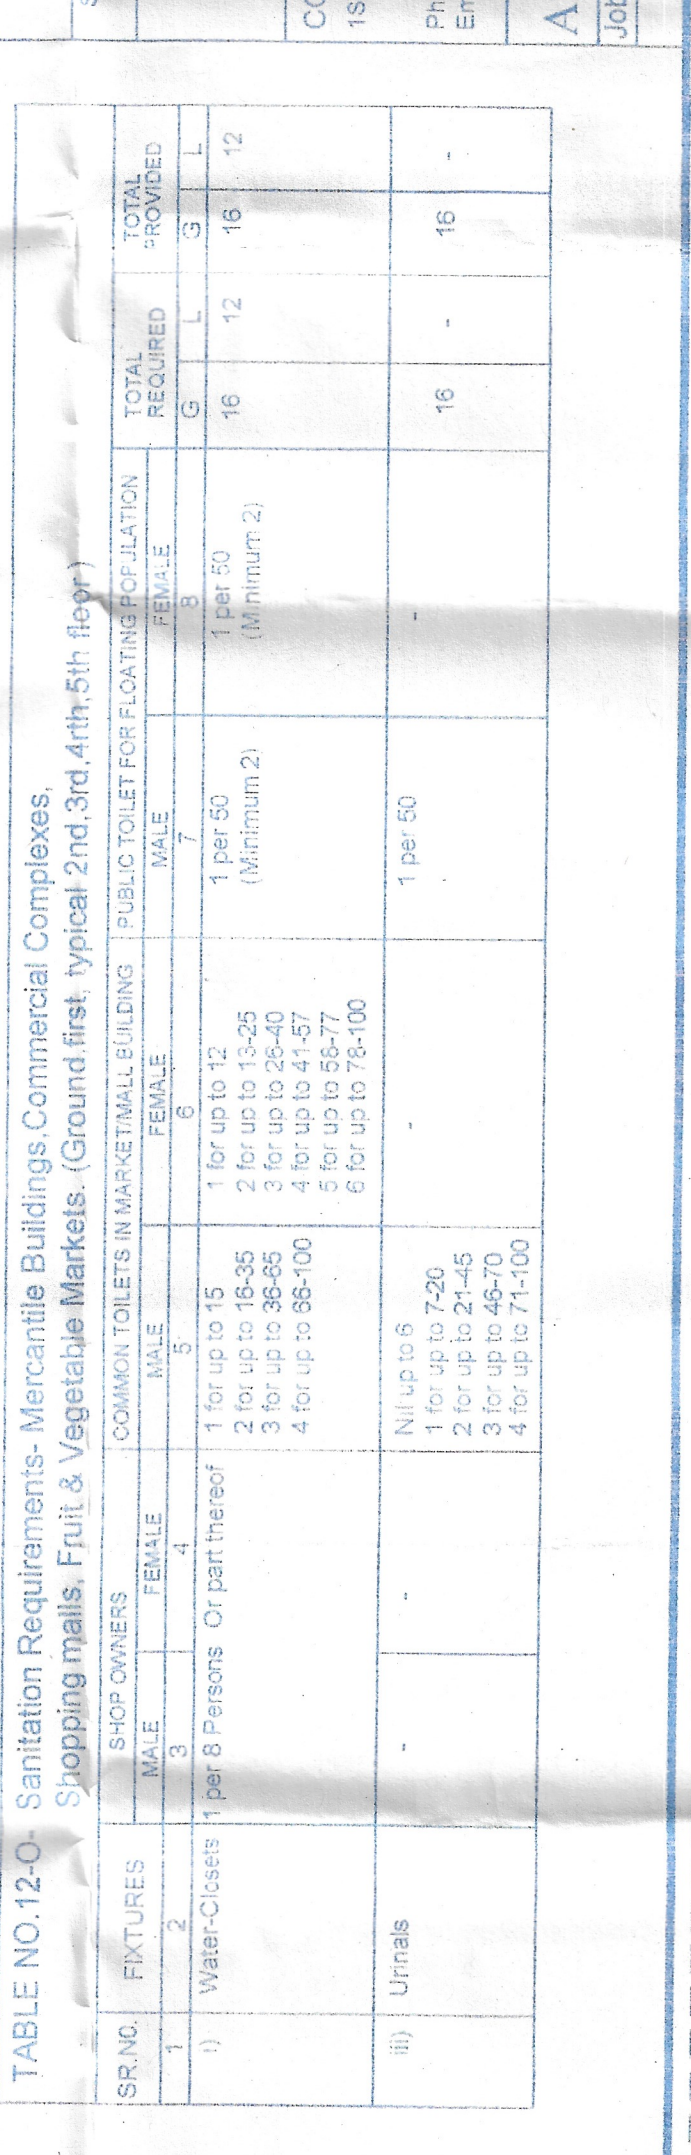 TABLE NO.12-O- Sanitation Requirements- Mercantile Buildings,Commercial Complexes,
Shopping malls, Fruit & Vegetable Markets. (Ground,first, typical 2nd,3rd,4rth,5th floor)
SR.NO. FIXTURES SHOP OWNERS COMMON TOILETS IN MARKET/MALL BUILDING PUBLIC TOILET FOR FLOATING POPULATION TOTAL REQUIRED TOTAL PROVIDED
MALE FEMALE MALE FEMALE MALE FEMALE G L G L
1 2 3 4 5 6 7 8
i) Water-Closets 1 per 8 Persons Or part thereof
1 for up to 15
2 for up to 16-35
3 for up to 36-65
4 for up to 66-100
1 for up to 12
2 for up to 13-25
3 for up to 26-40
4 for up to 41-57
5 for up to 58-77
6 for up to 78-100
1 per 50
(Minimum 2)
1 per 50
(Minimum 2)
16 12 16 12
iii) Urinals - -
Nil up to 6
1 for up to 7-20
2 for up to 21-45
3 for up to 46-70
4 for up to 71-100
-
1 per 50
-
16 - 16 -
Ph
Em
A
Job